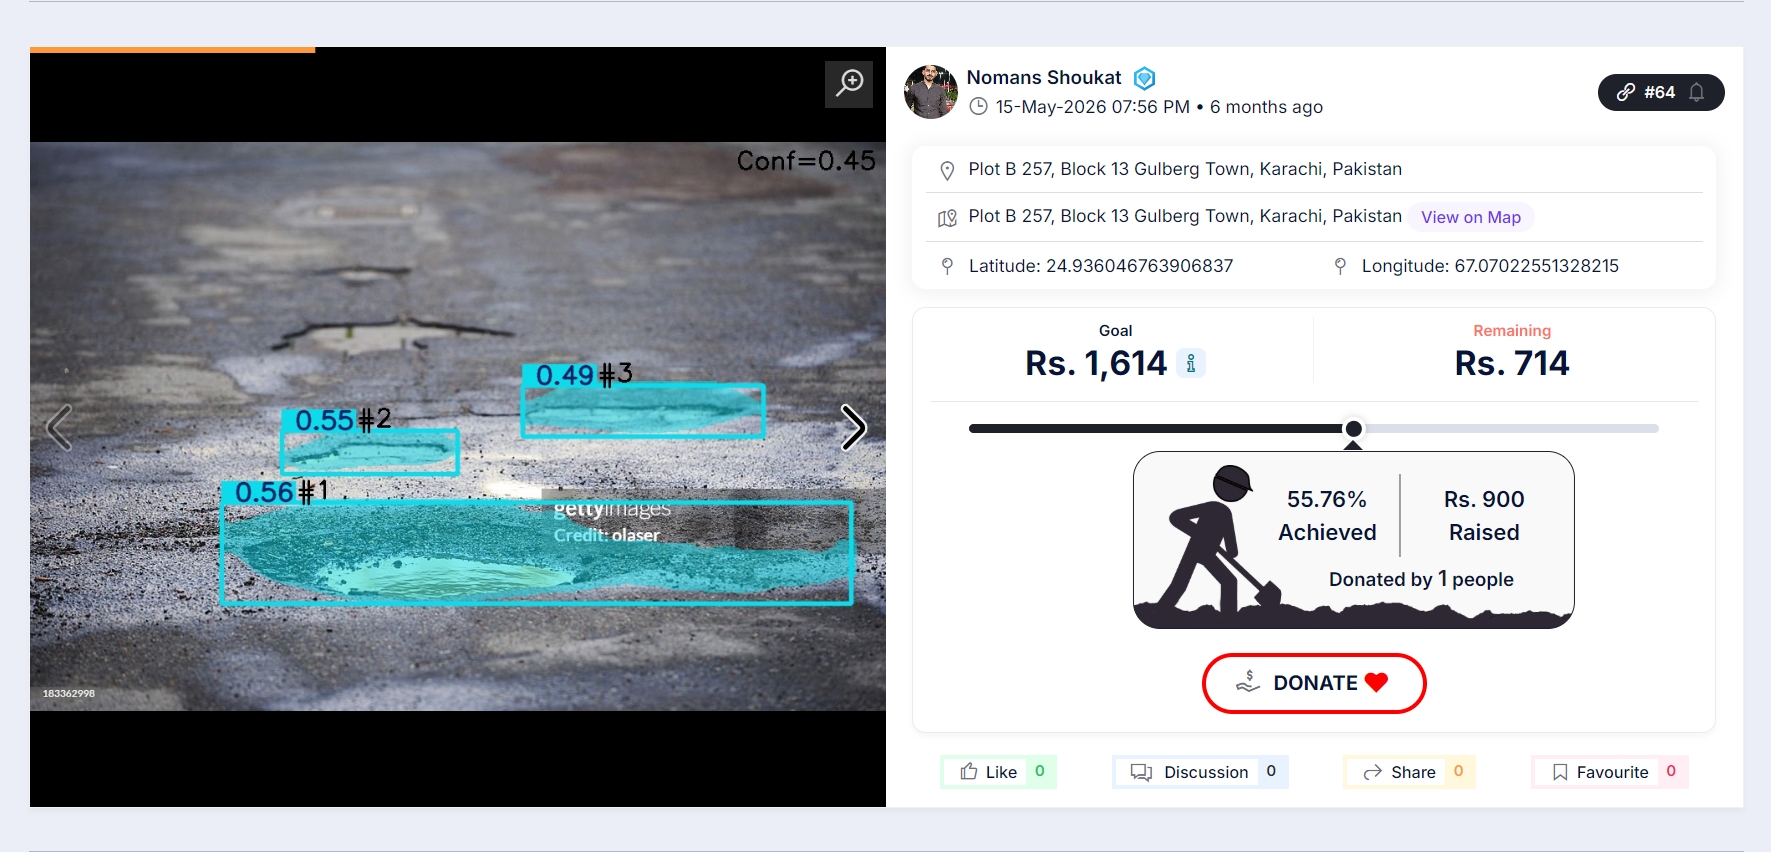 Conf=0.45
0.49 #3
0.55 #2
0.56 #1
gettyimages
Credit: olaser
183362998
Nomans Shoukat
15-May-2026 07:56 PM • 6 months ago
#64
Plot B 257, Block 13 Gulberg Town, Karachi, Pakistan
Plot B 257, Block 13 Gulberg Town, Karachi, Pakistan View on Map
Latitude: 24.936046763906837 Longitude: 67.07022551328215
Goal
Rs. 1,614
Remaining
Rs. 714
55.76%
Achieved
Rs. 900
Raised
Donated by 1 people
DONATE
Like 0
Discussion 0
Share 0
Favourite 0